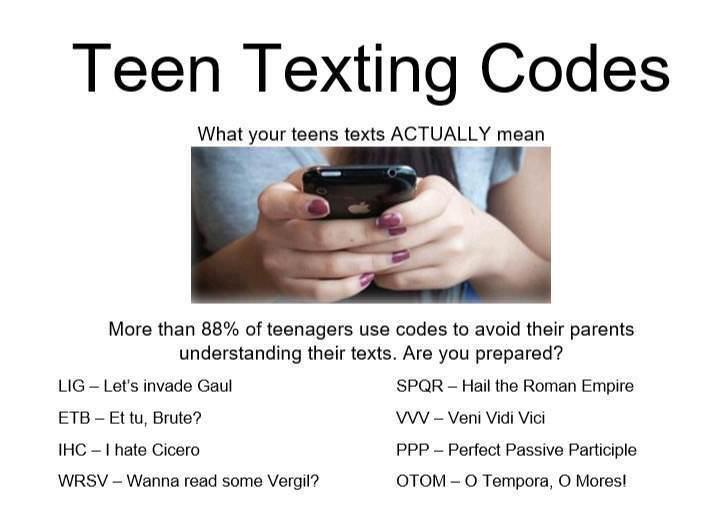 Teen Texting Codes
What your teens texts ACTUALLY mean
More than 88% of teenagers use codes to avoid their parents
understanding their texts. Are you prepared?
LIG – Let's invade Gaul
ETB – Et tu, Brute?
IHC – I hate Cicero
WRSV – Wanna read some Vergil?
SPQR – Hail the Roman Empire
VVV – Veni Vidi Vici
PPP – Perfect Passive Participle
OTOM – O Tempora, O Mores!